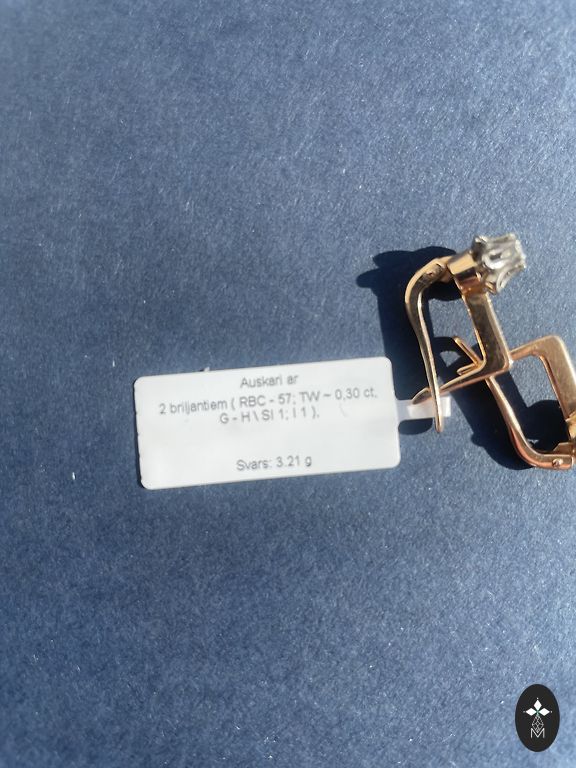 Auskari ar
2 briljantiem ( RBC - 57; TW ~ 0,30 ct,
G - H \ SI 1; I 1 ).
Svars: 3.21 g
M